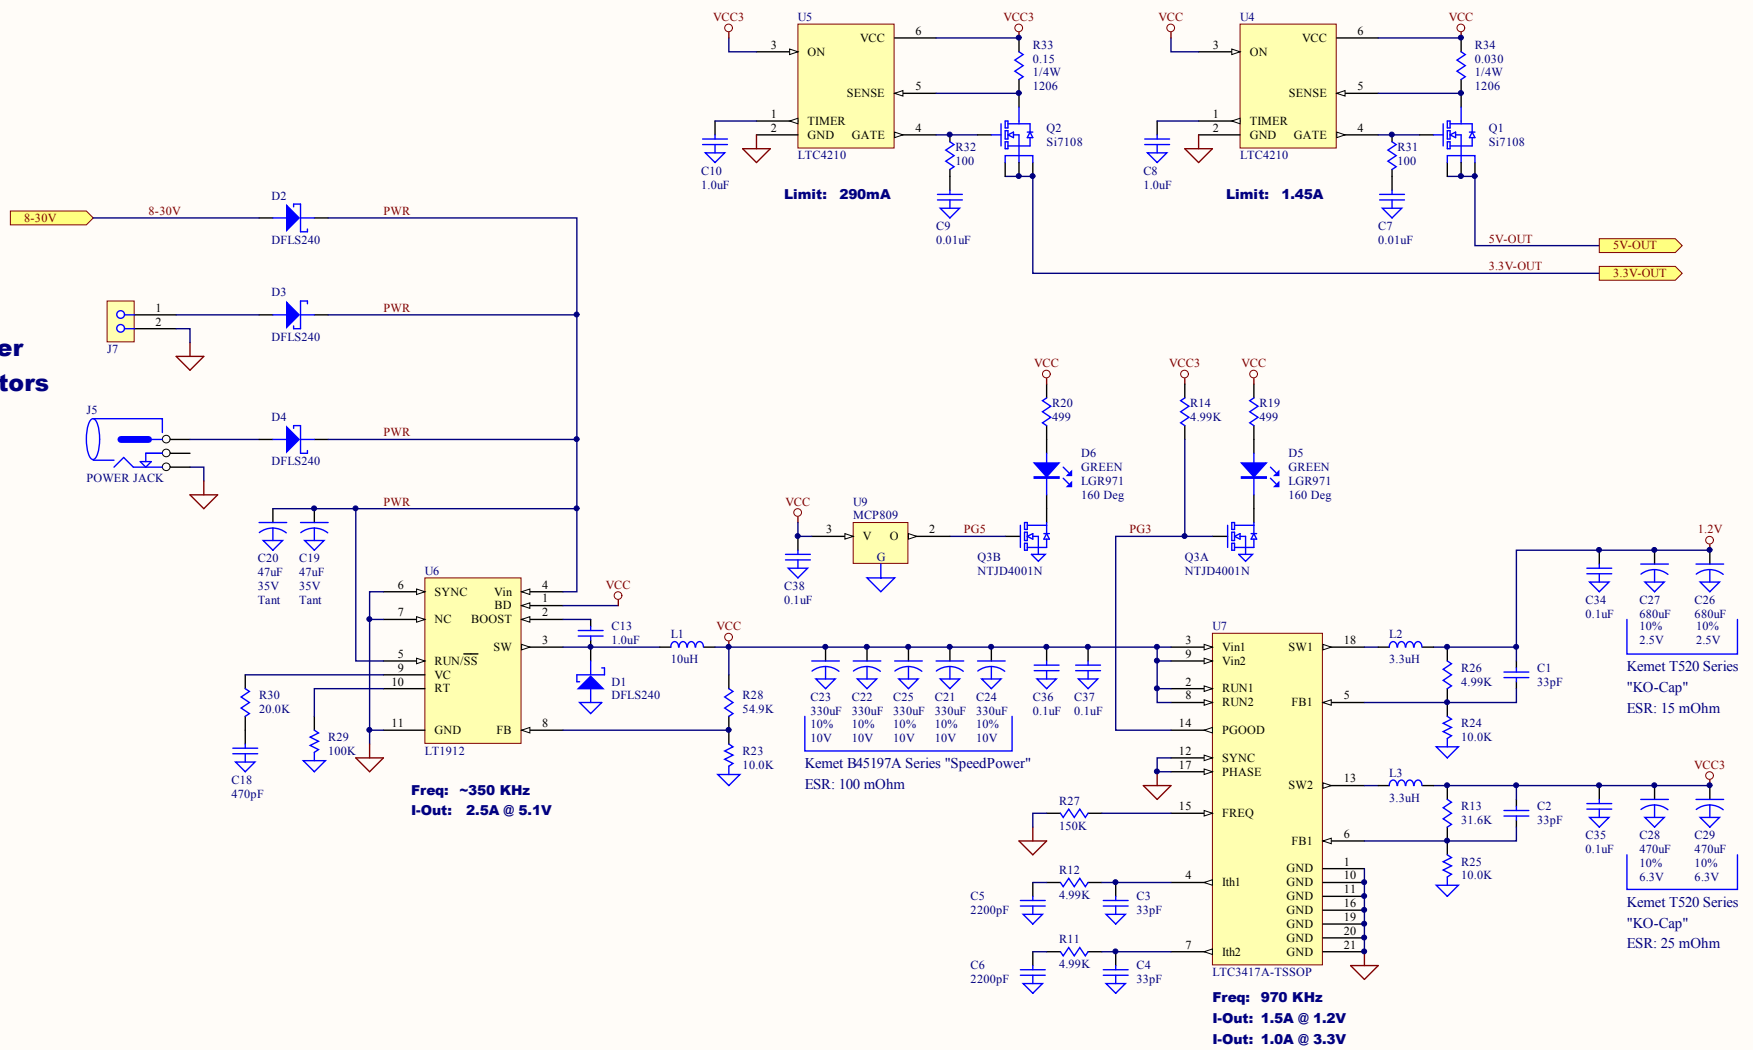 VCC3
U5
3
ON
VCC
6
VCC3
R33
0.15
1/4W
1206
SENSE
5
1
TIMER
2
GND
GATE
4
LTC4210
Q2
Si7108
R32
100
C10
1.0uF
Limit: 290mA
C9
0.01uF
VCC
U4
3
ON
VCC
6
VCC
R34
0.030
1/4W
1206
SENSE
5
1
TIMER
2
GND
GATE
4
LTC4210
Q1
Si7108
R31
100
C8
1.0uF
Limit: 1.45A
C7
0.01uF
5V-OUT
5V-OUT
3.3V-OUT
3.3V-OUT
8-30V
8-30V
D2
DFLS240
PWR
1
2
J7
D3
DFLS240
PWR
er
tors
J5
POWER JACK
D4
DFLS240
PWR
PWR
C20
47uF
35V
Tant
C19
47uF
35V
Tant
U6
6
SYNC
7
NC
5
RUN/SS
9
VC
10
RT
11
GND
Vin
4
BD
1
BOOST
2
SW
3
FB
8
LT1912
VCC
C13
1.0uF
D1
DFLS240
L1
10uH
VCC
R28
54.9K
R23
10.0K
R30
20.0K
C18
470pF
R29
100K
Freq: ~350 KHz
I-Out: 2.5A @ 5.1V
C23
330uF
10%
10V
C22
330uF
10%
10V
C25
330uF
10%
10V
C21
330uF
10%
10V
C24
330uF
10%
10V
Kemet B45197A Series "SpeedPower"
ESR: 100 mOhm
C36
0.1uF
C37
0.1uF
VCC
C38
0.1uF
U9
MCP809
3
V
O
G
2
PG5
Q3B
NTJD4001N
VCC
R20
499
D6
GREEN
LGR971
160 Deg
VCC3
R14
4.99K
PG3
Q3A
NTJD4001N
VCC
R19
499
D5
GREEN
LGR971
160 Deg
U7
3
Vin1
9
Vin2
2
RUN1
8
RUN2
14
PGOOD
12
SYNC
17
PHASE
15
FREQ
4
Ith1
7
Ith2
SW1
18
FB1
5
SW2
13
FB1
6
GND
1
GND
10
GND
11
GND
16
GND
19
GND
20
GND
21
LTC3417A-TSSOP
R27
150K
R12
4.99K
C5
2200pF
C3
33pF
R11
4.99K
C6
2200pF
C4
33pF
Freq: 970 KHz
I-Out: 1.5A @ 1.2V
I-Out: 1.0A @ 3.3V
L2
3.3uH
R26
4.99K
C1
33pF
R24
10.0K
1.2V
C34
0.1uF
C27
680uF
10%
2.5V
C26
680uF
10%
2.5V
Kemet T520 Series
"KO-Cap"
ESR: 15 mOhm
L3
3.3uH
R13
31.6K
C2
33pF
R25
10.0K
VCC3
C35
0.1uF
C28
470uF
10%
6.3V
C29
470uF
10%
6.3V
Kemet T520 Series
"KO-Cap"
ESR: 25 mOhm